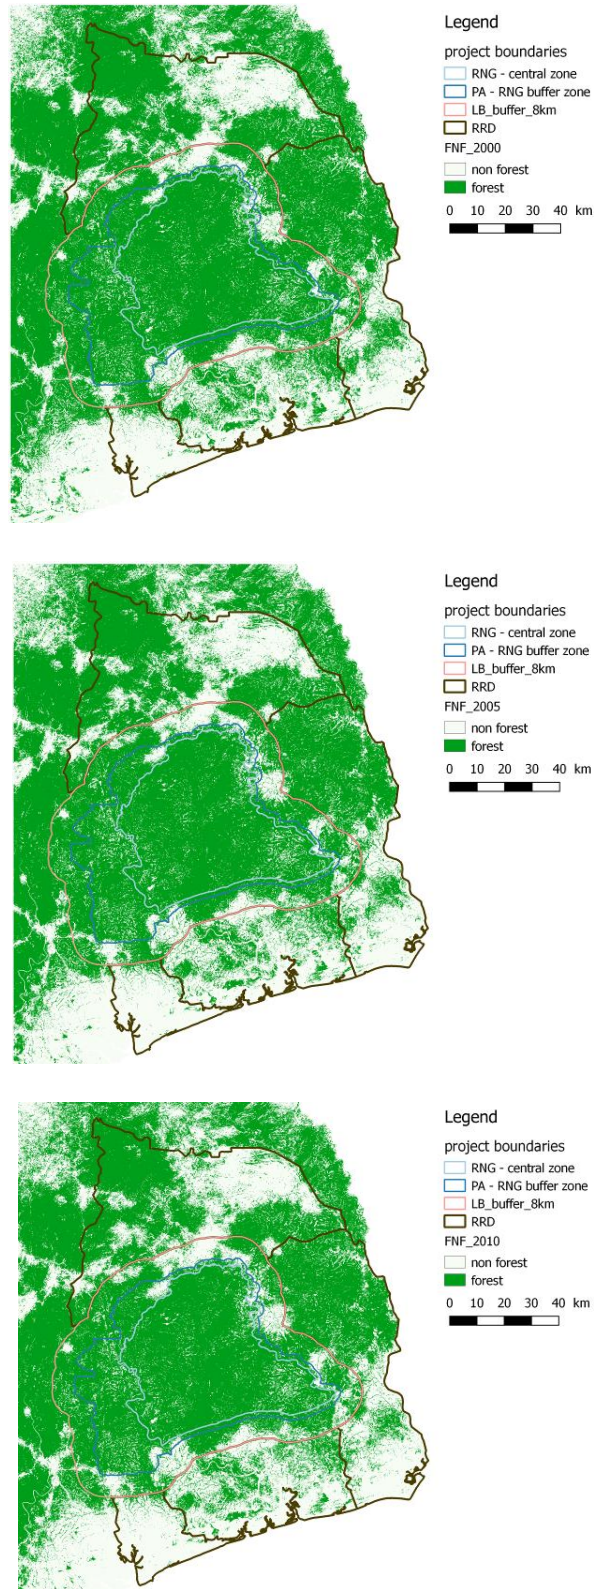 Legend
project boundaries
RNG - central zone
PA - RNG buffer zone
LB_buffer_8km
RRD
FNF_2000
non forest
forest
0 10 20 30 40 km
Legend
project boundaries
RNG - central zone
PA - RNG buffer zone
LB_buffer_8km
RRD
FNF_2005
non forest
forest
0 10 20 30 40 km
Legend
project boundaries
RNG - central zone
PA - RNG buffer zone
LB_buffer_8km
RRD
FNF_2010
non forest
forest
0 10 20 30 40 km